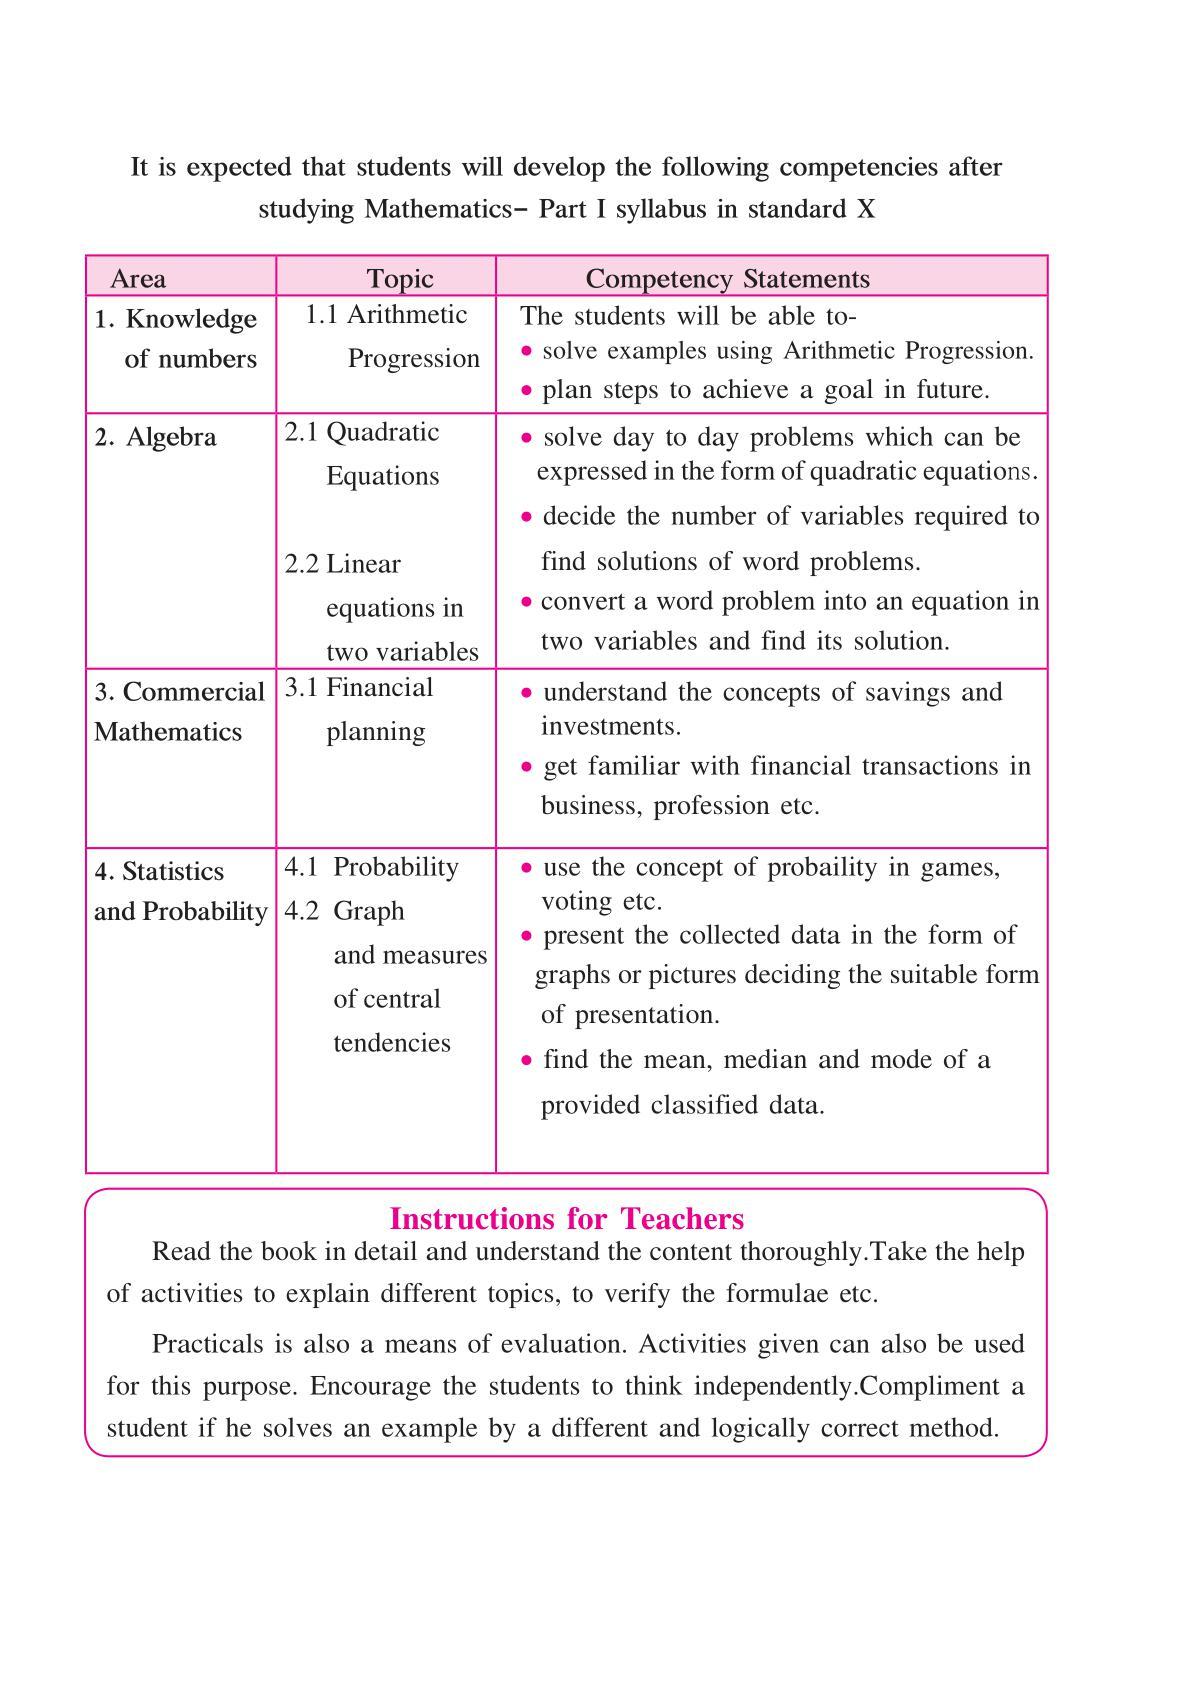 It is expected that students will develop the following competencies after
studying Mathematics– Part I syllabus in standard X
Area Topic Competency Statements
1. Knowledge
of numbers
1.1 Arithmetic
Progression
The students will be able to-
• solve examples using Arithmetic Progression.
• plan steps to achieve a goal in future.
2. Algebra
2.1 Quadratic
Equations
2.2 Linear
equations in
two variables
• solve day to day problems which can be
expressed in the form of quadratic equations.
• decide the number of variables required to
find solutions of word problems.
• convert a word problem into an equation in
two variables and find its solution.
3. Commercial
Mathematics
3.1 Financial
planning
• understand the concepts of savings and
investments.
• get familiar with financial transactions in
business, profession etc.
4. Statistics
and Probability
4.1 Probability
4.2 Graph
and measures
of central
tendencies
• use the concept of probaility in games,
voting etc.
• present the collected data in the form of
graphs or pictures deciding the suitable form
of presentation.
• find the mean, median and mode of a
provided classified data.
Instructions for Teachers
Read the book in detail and understand the content thoroughly.Take the help
of activities to explain different topics, to verify the formulae etc.
Practicals is also a means of evaluation. Activities given can also be used
for this purpose. Encourage the students to think independently.Compliment a
student if he solves an example by a different and logically correct method.